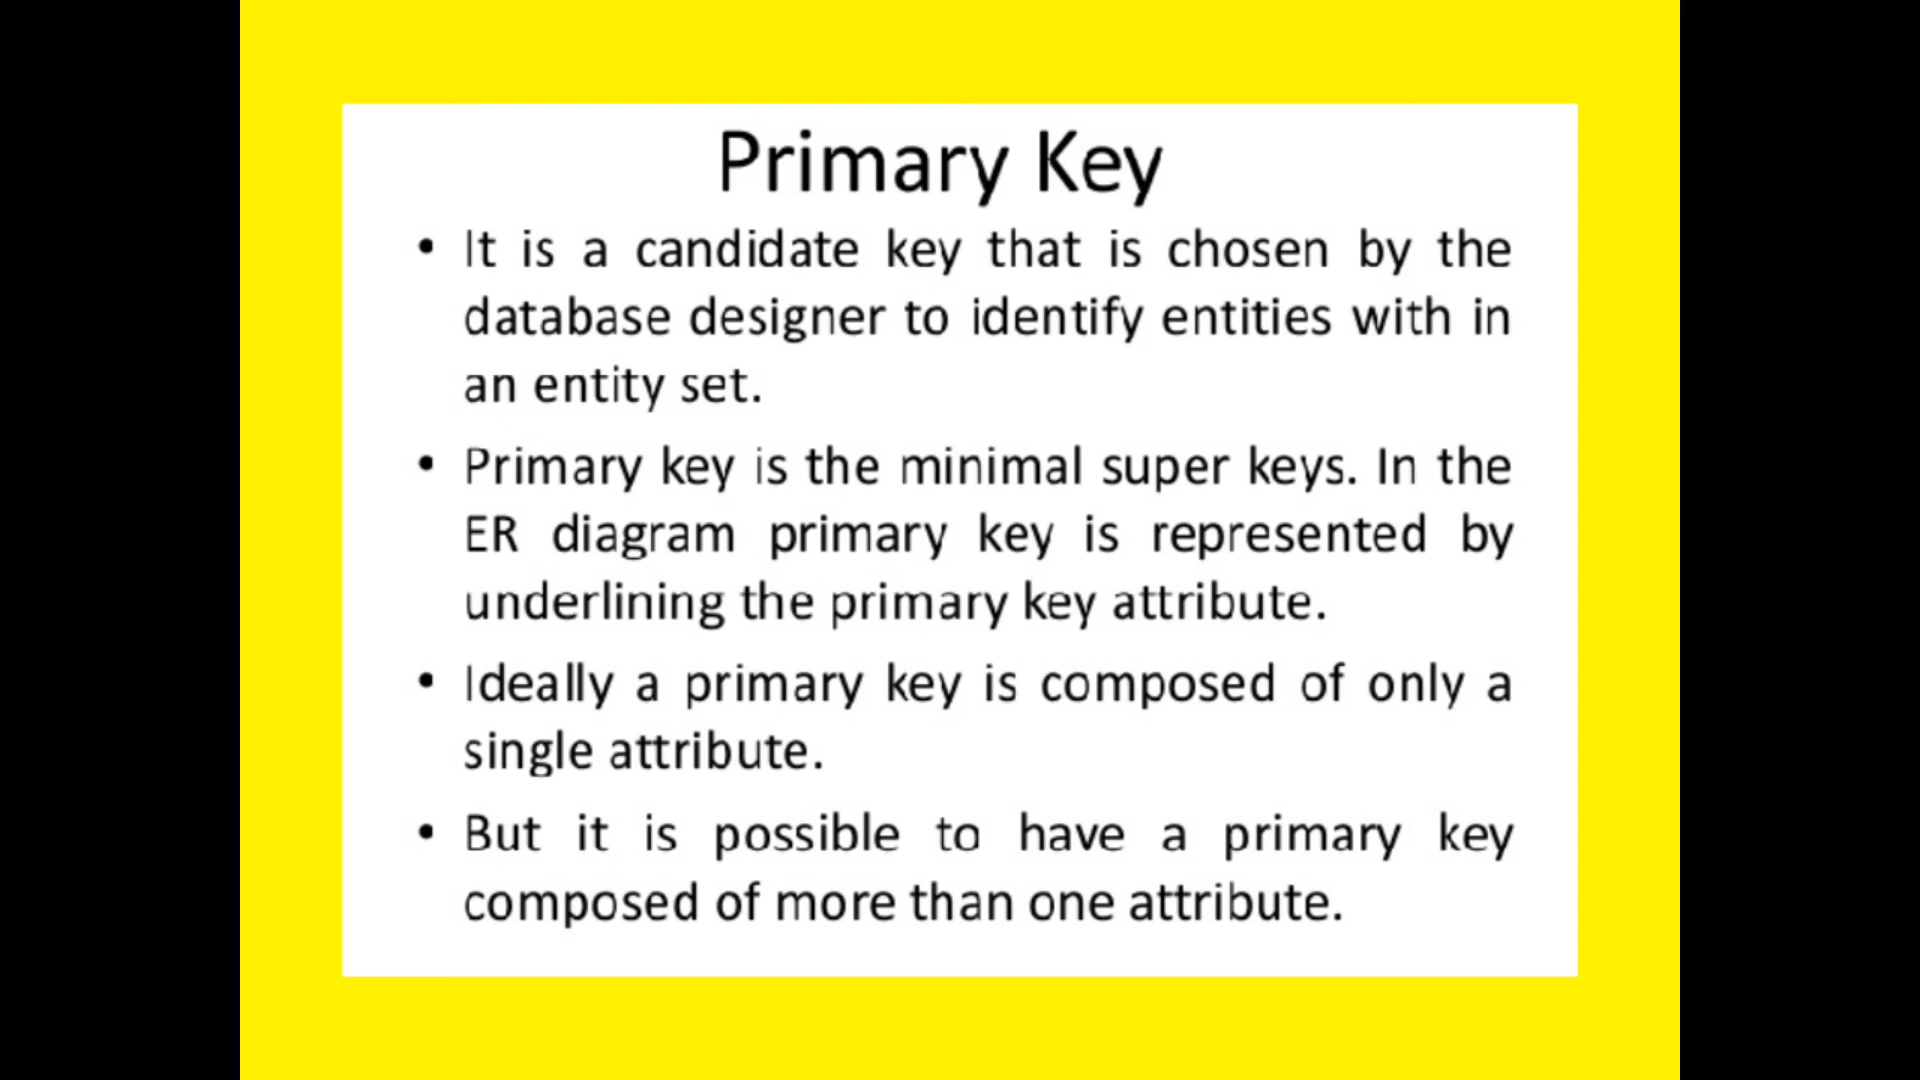 Primary Key
• It is a candidate key that is chosen by the
database designer to identify entities with in
an entity set.
• Primary key is the minimal super keys. In the
ER diagram primary key is represented by
underlining the primary key attribute.
• Ideally a primary key is composed of only a
single attribute.
• But it is possible to have a primary key
composed of more than one attribute.